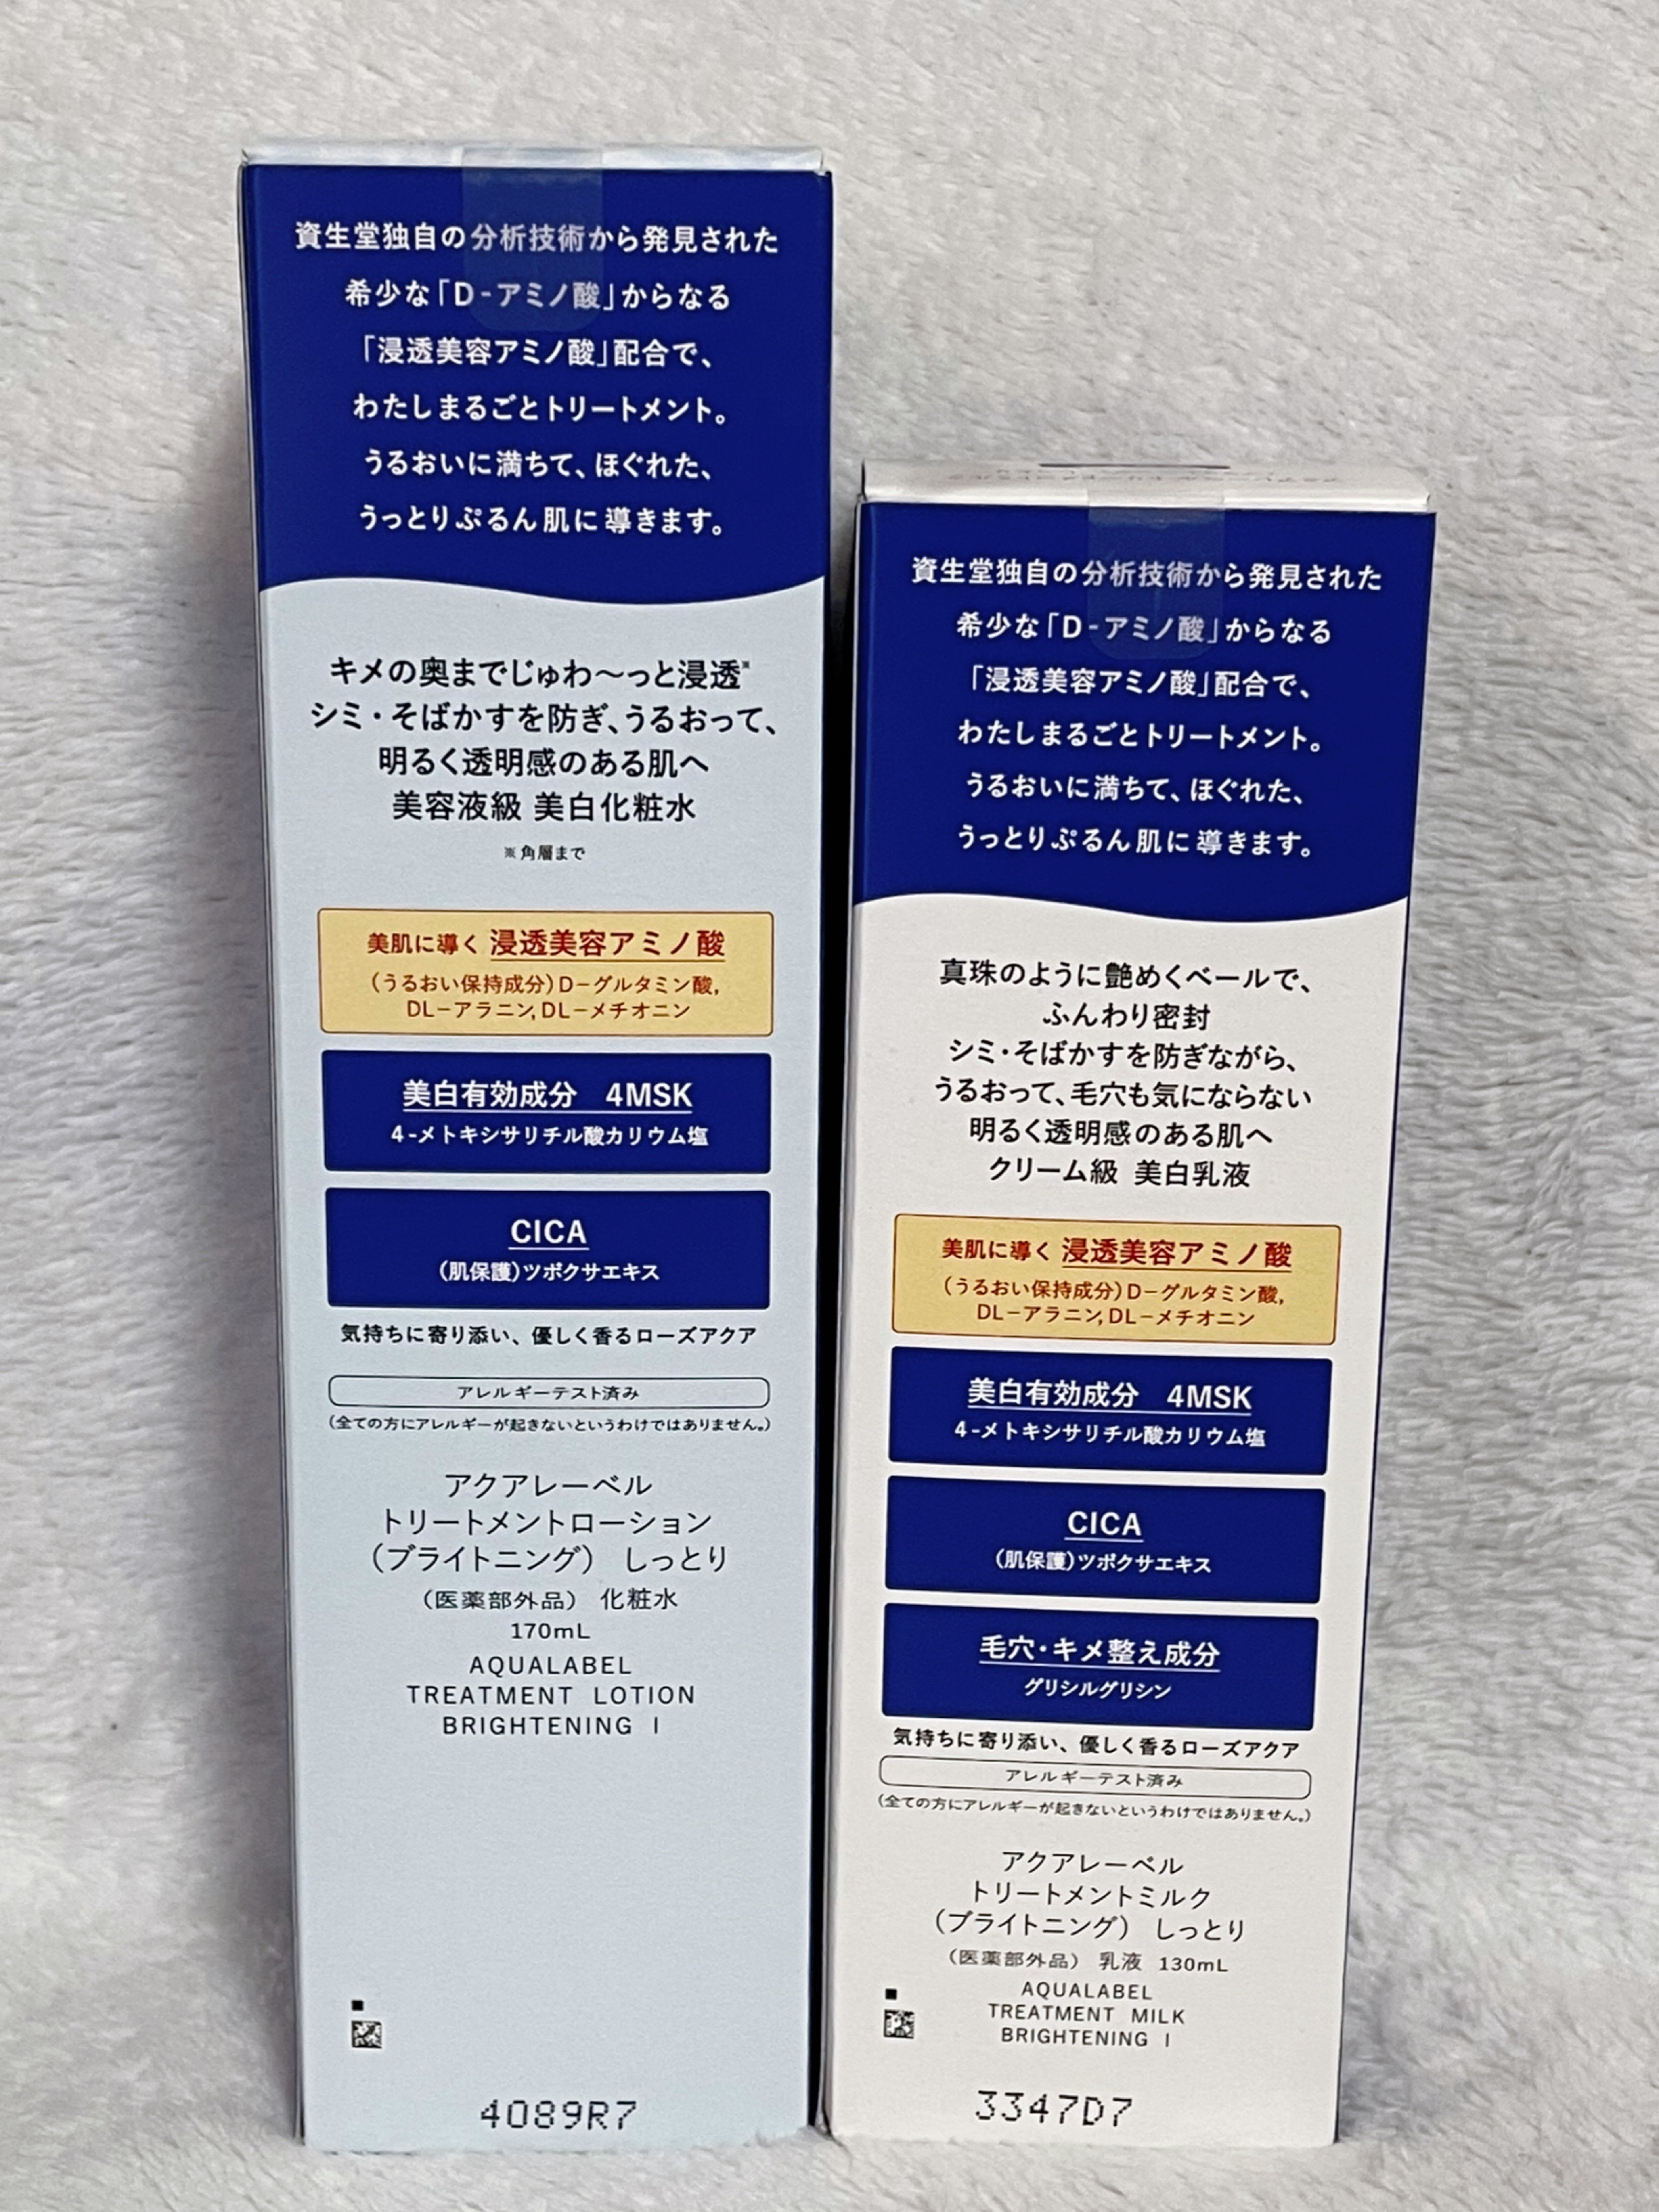 資生堂独自の分析技術から発見された
希少な「D-アミノ酸」からなる
「浸透美容アミノ酸」配合で、
わたしまるごとトリートメント。
うるおいに満ちて、ほぐれた、
うっとりぷるん肌に導きます。
キメの奥までじゅわ〜っと浸透※
シミ・そばかすを防ぎ、うるおって、
明るく透明感のある肌へ
美容液級 美白化粧水
※角層まで
美肌に導く 浸透美容アミノ酸
(うるおい保持成分)D−グルタミン酸,
DL−アラニン,DL−メチオニン
美白有効成分 4MSK
4-メトキシサリチル酸カリウム塩
CICA
(肌保護)ツボクサエキス
気持ちに寄り添い、優しく香るローズアクア
アレルギーテスト済み
(全ての方にアレルギーが起きないというわけではありません。)
アクアレーベル
トリートメントローション
(ブライトニング) しっとり
(医薬部外品) 化粧水
170mL
AQUALABEL
TREATMENT LOTION
BRIGHTENING I
4089R7
資生堂独自の分析技術から発見された
希少な「D-アミノ酸」からなる
「浸透美容アミノ酸」配合で、
わたしまるごとトリートメント。
うるおいに満ちて、ほぐれた、
うっとりぷるん肌に導きます。
真珠のように艶めくベールで、
ふんわり密封
シミ・そばかすを防ぎながら、
うるおって、毛穴も気にならない
明るく透明感のある肌へ
クリーム級 美白乳液
美肌に導く 浸透美容アミノ酸
(うるおい保持成分)D−グルタミン酸,
DL−アラニン,DL−メチオニン
美白有効成分 4MSK
4-メトキシサリチル酸カリウム塩
CICA
(肌保護)ツボクサエキス
毛穴・キメ整え成分
グリシルグリシン
気持ちに寄り添い、優しく香るローズアクア
アレルギーテスト済み
(全ての方にアレルギーが起きないというわけではありません。)
アクアレーベル
トリートメントミルク
(ブライトニング) しっとり
(医薬部外品) 乳液 130mL
AQUALABEL
TREATMENT MILK
BRIGHTENING I
3347D7